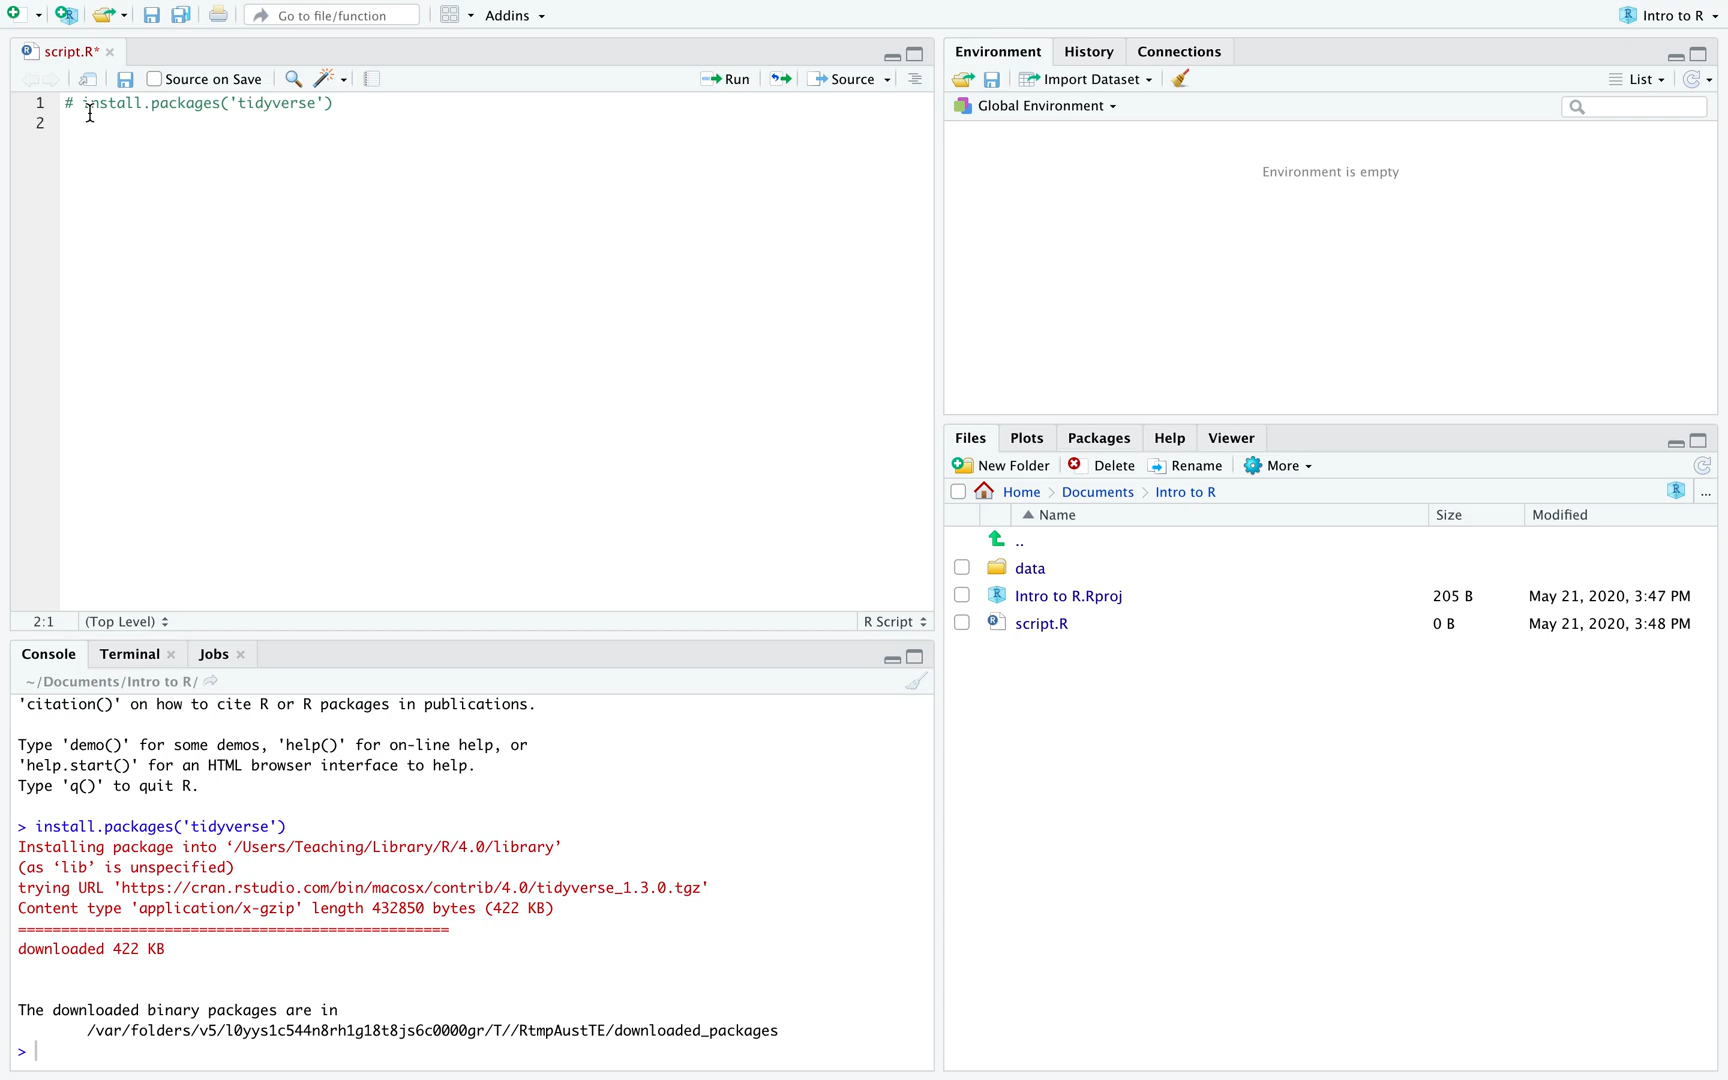 Go to file/function
Addins
Intro to R
script.R*
Source on Save
Run
Source
1 # install.packages('tidyverse')
2
2:1
(Top Level)
R Script
Console
Terminal
Jobs
~/Documents/Intro to R/
'citation()' on how to cite R or R packages in publications.
Type 'demo()' for some demos, 'help()' for on-line help, or
'help.start()' for an HTML browser interface to help.
Type 'q()' to quit R.
> install.packages('tidyverse')
Installing package into ‘/Users/Teaching/Library/R/4.0/library’
(as ‘lib’ is unspecified)
trying URL 'https://cran.rstudio.com/bin/macosx/contrib/4.0/tidyverse_1.3.0.tgz'
Content type 'application/x-gzip' length 432850 bytes (422 KB)
==================================================
downloaded 422 KB
The downloaded binary packages are in
/var/folders/v5/l0yys1c544n8rh1g18t8js6c0000gr/T//RtmpAustTE/downloaded_packages
>
Environment
History
Connections
Import Dataset
List
Global Environment
Environment is empty
Files
Plots
Packages
Help
Viewer
New Folder
Delete
Rename
More
Home > Documents > Intro to R
...
Name
Size
Modified
..
data
Intro to R.Rproj 205 B May 21, 2020, 3:47 PM
script.R 0 B May 21, 2020, 3:48 PM